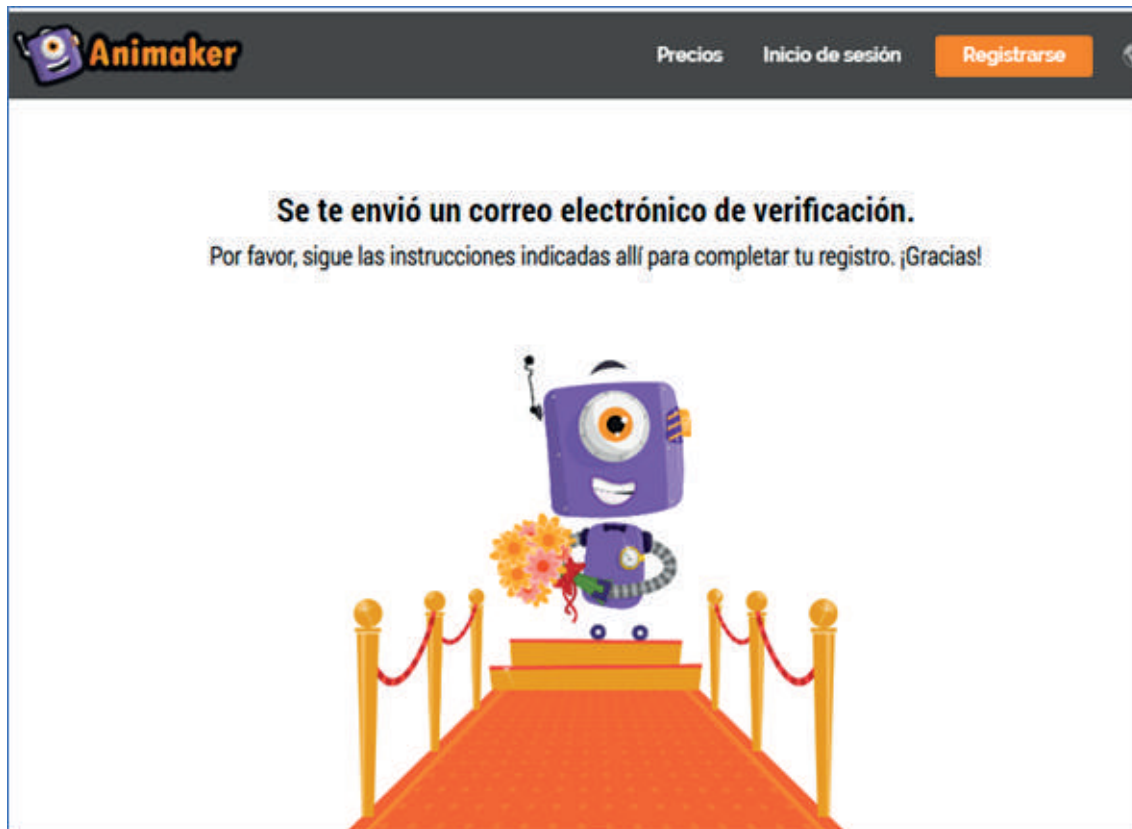 Animaker
Precios Inicio de sesión Registrarse
Se te envió un correo electrónico de verificación.
Por favor, sigue las instrucciones indicadas allí para completar tu registro. ¡Gracias!